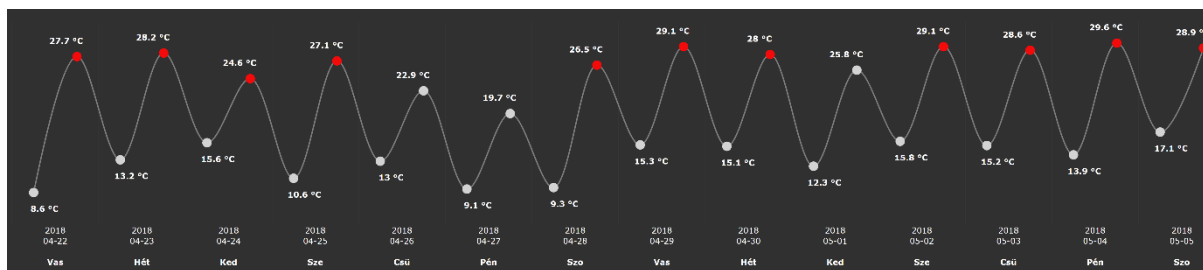 27.7 °C
28.2 °C
24.6 °C
27.1 °C
22.9 °C
19.7 °C
26.5 °C
29.1 °C
28 °C
25.8 °C
29.1 °C
28.6 °C
29.6 °C
28.9 °C
8.6 °C
13.2 °C
15.6 °C
10.6 °C
13 °C
9.1 °C
9.3 °C
15.3 °C
15.1 °C
12.3 °C
15.8 °C
15.2 °C
13.9 °C
17.1 °C
2018 2018 2018 2018 2018 2018 2018 2018 2018 2018 2018 2018 2018 2018
04-22 04-23 04-24 04-25 04-26 04-27 04-28 04-29 04-30 05-01 05-02 05-03 05-04 05-05
Vas Hét Ked Sze Csü Pén Szo Vas Hét Ked Sze Csü Pén Szo